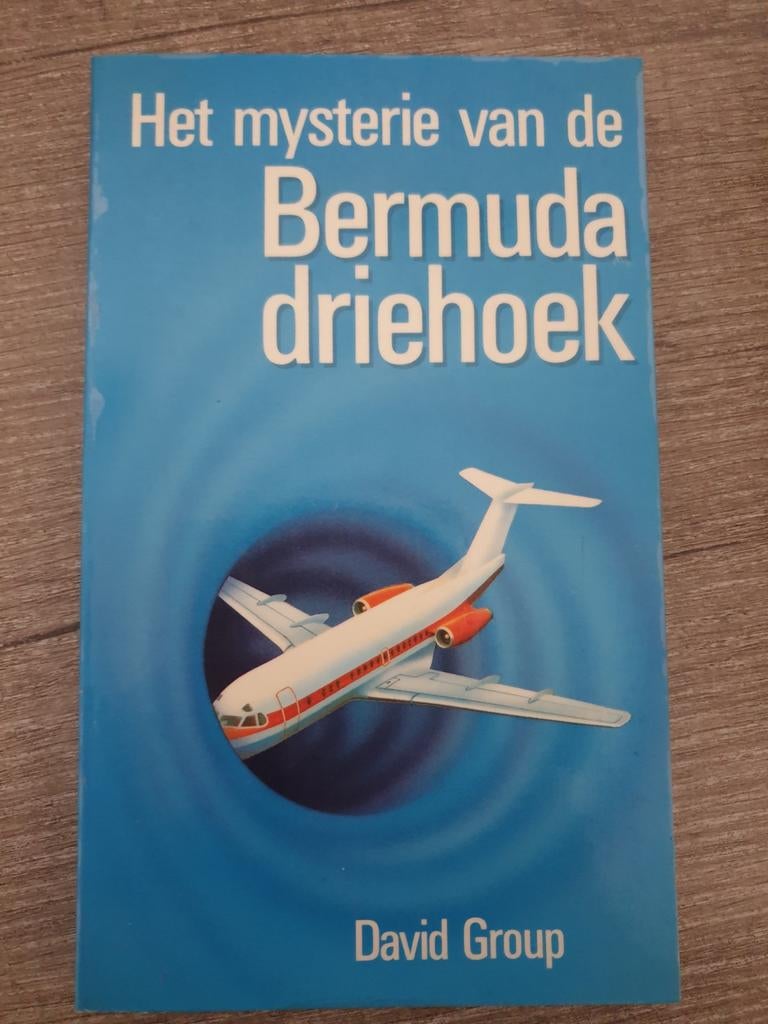 Het mysterie van de
Bermuda
driehoek
David Group